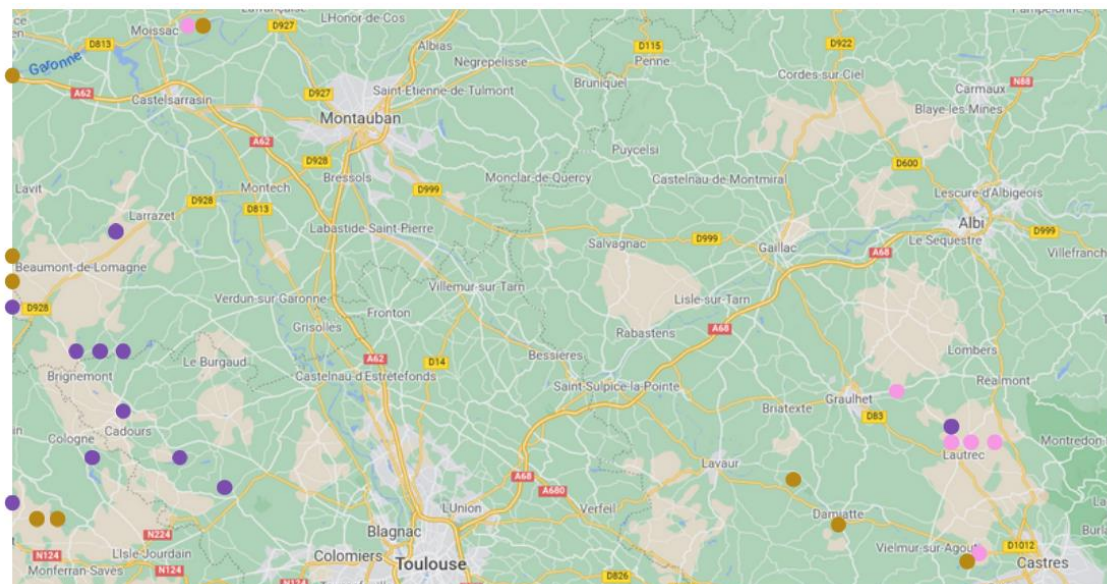 LHonor de Cos
Moissac
D927
D922
D813
Albias
D115
Penne
Garonne
Negrepelisse
Cordes-sur-Ciel
N88
A62
Bruniquel
Carmaux
Castelsarrasin
D927
Saint-Etienne-de-Tulmont
Blaye-les-Mines
Montauban
A62
Puycelsi
D928
D600
Lavit
Montech
Bressols
Monclar-de-Quercy
Castelnau de Montmiral
D999
Lescure-d'Albigeois
D928
D813
Larrazet
Labastide-Saint-Pierre
Albi
D999
Salvagnac
D999
Gaillac
Le Sequestre
A68
Villefranch
Beaumont-de-Lomagne
Villemur-sur-Tarn
Verdun-sur-Garonne
Lisle-sur-Tarn
D928
Fronton
Grisolles
Rabastens
A68
Le Burgaud
A62
D14
Bessieres
Lombers
Brignemont
Castelnau d'Estretefonds
Saint-Sulpice-la-Pointe
Realmont
Graulhet
Briatexte
D83
Cadours
Cologne
Montredon
Lautrec
Lavaur
A68
A680
LUnion
Verfeil
Damiatte
N224
Blagnac
Vielmur-sur-Agout
D1012
N124
L'Isle-Jourdain
Colomiers
Toulouse
Castres
Monferran-Saves
N124
D826